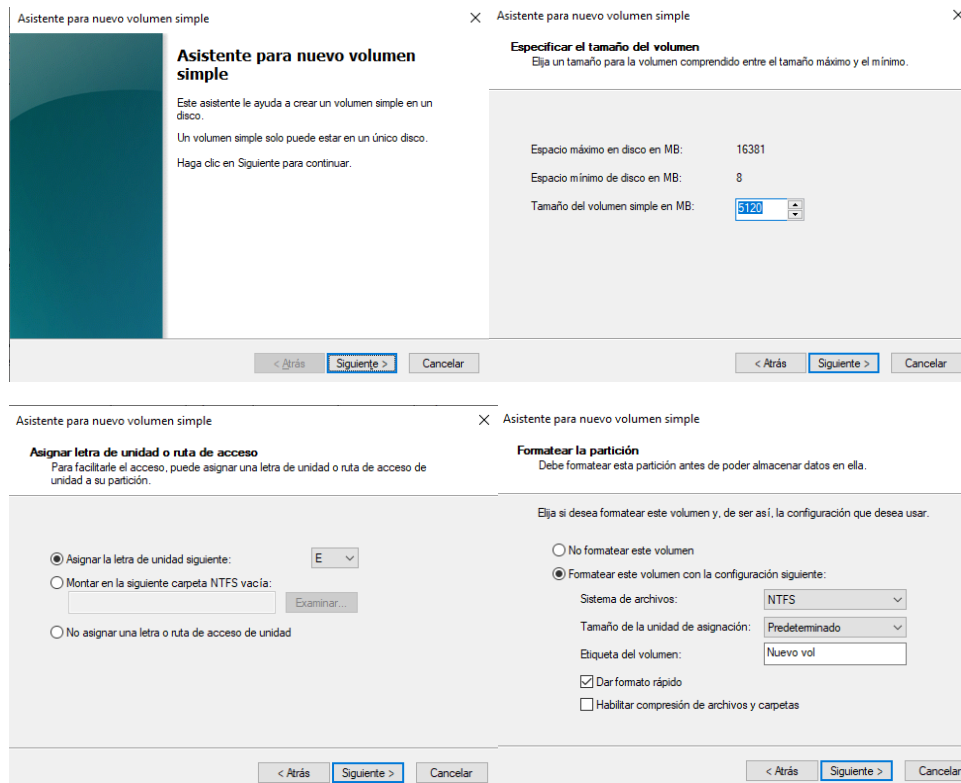 Asistente para nuevo volumen simple
Asistente para nuevo volumen
simple
Este asistente le ayuda a crear un volumen simple en un
disco.
Un volumen simple solo puede estar en un único disco.
Haga clic en Siguiente para continuar.
< Atrás
Siguiente >
Cancelar
Asistente para nuevo volumen simple
Especificar el tamaño del volumen
Elija un tamaño para la volumen comprendido entre el tamaño máximo y el mínimo.
Espacio máximo en disco en MB: 16381
Espacio mínimo de disco en MB: 8
Tamaño del volumen simple en MB: 5120
< Atrás
Siguiente >
Cancelar
Asistente para nuevo volumen simple
Asignar letra de unidad o ruta de acceso
Para facilitarle el acceso, puede asignar una letra de unidad o ruta de acceso de
unidad a su partición.
Asignar la letra de unidad siguiente: E
Montar en la siguiente carpeta NTFS vacía:
Examinar...
No asignar una letra o ruta de acceso de unidad
< Atrás
Siguiente >
Cancelar
Asistente para nuevo volumen simple
Formatear la partición
Debe formatear esta partición antes de poder almacenar datos en ella.
Elija si desea formatear este volumen y, de ser así, la configuración que desea usar.
No formatear este volumen
Formatear este volumen con la configuración siguiente:
Sistema de archivos: NTFS
Tamaño de la unidad de asignación: Predeterminado
Etiqueta del volumen: Nuevo vol
Dar formato rápido
Habilitar compresión de archivos y carpetas
< Atrás
Siguiente >
Cancelar